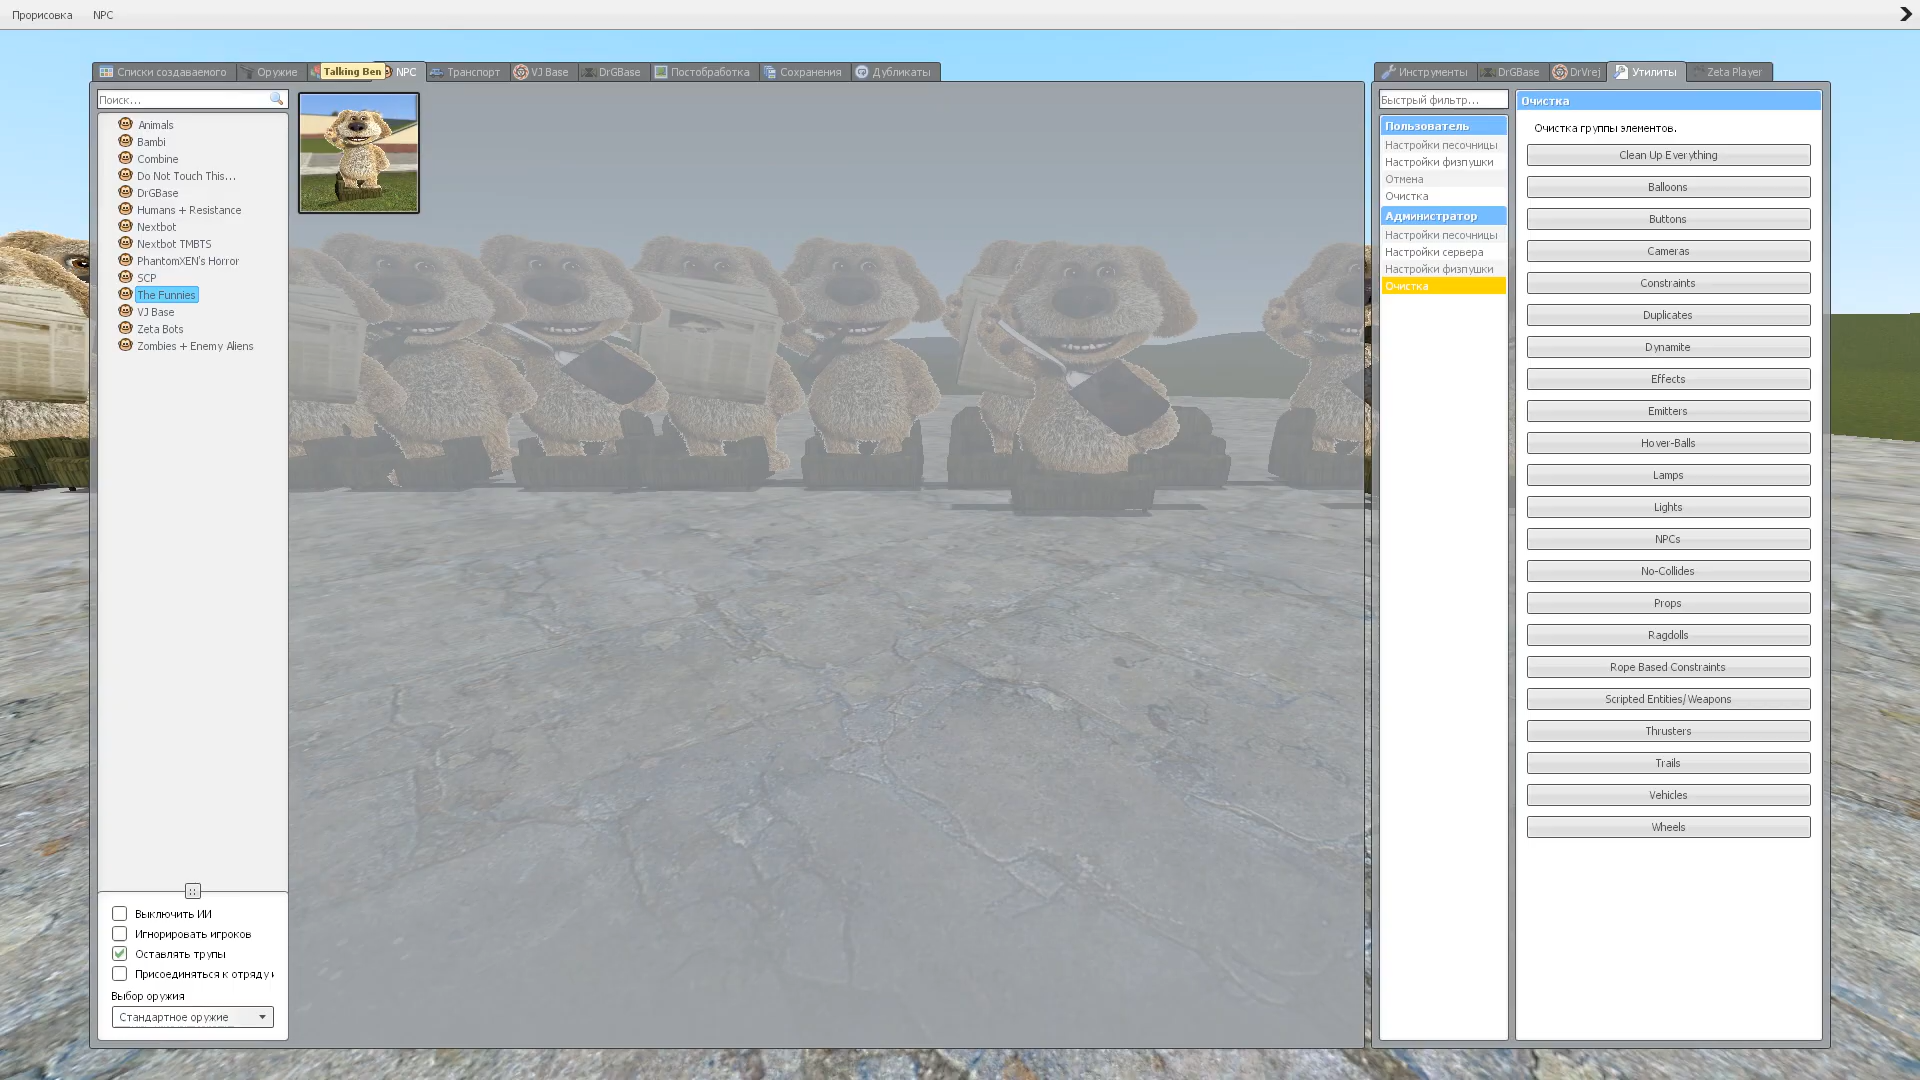 Прорисовка NPC
Списки создаваемого Оружие Talking Ben NPC Транспорт VJ Base DrGBase Постобработка Сохранения Дубликаты
Поиск...
Animals
Bambi
Combine
Do Not Touch This...
DrGBase
Humans + Resistance
Nextbot
Nextbot TMBTS
PhantomXEN's Horror
SCP
The Funnies
VJ Base
Zeta Bots
Zombies + Enemy Aliens
Выключить ИИ
Игнорировать игроков
Оставлять трупы
Присоединяться к отряду и
Выбор оружия
Стандартное оружие
Инструменты DrGBase DrVrej Утилиты Zeta Player
Быстрый фильтр...
Пользователь
Настройки песочницы
Настройки физпушки
Отмена
Очистка
Администратор
Настройки песочницы
Настройки сервера
Настройки физпушки
Очистка
Очистка
Очистка группы элементов.
Clean Up Everything
Balloons
Buttons
Cameras
Constraints
Duplicates
Dynamite
Effects
Emitters
Hover-Balls
Lamps
Lights
NPCs
No-Collides
Props
Ragdolls
Rope Based Constraints
Scripted Entities/Weapons
Thrusters
Trails
Vehicles
Wheels